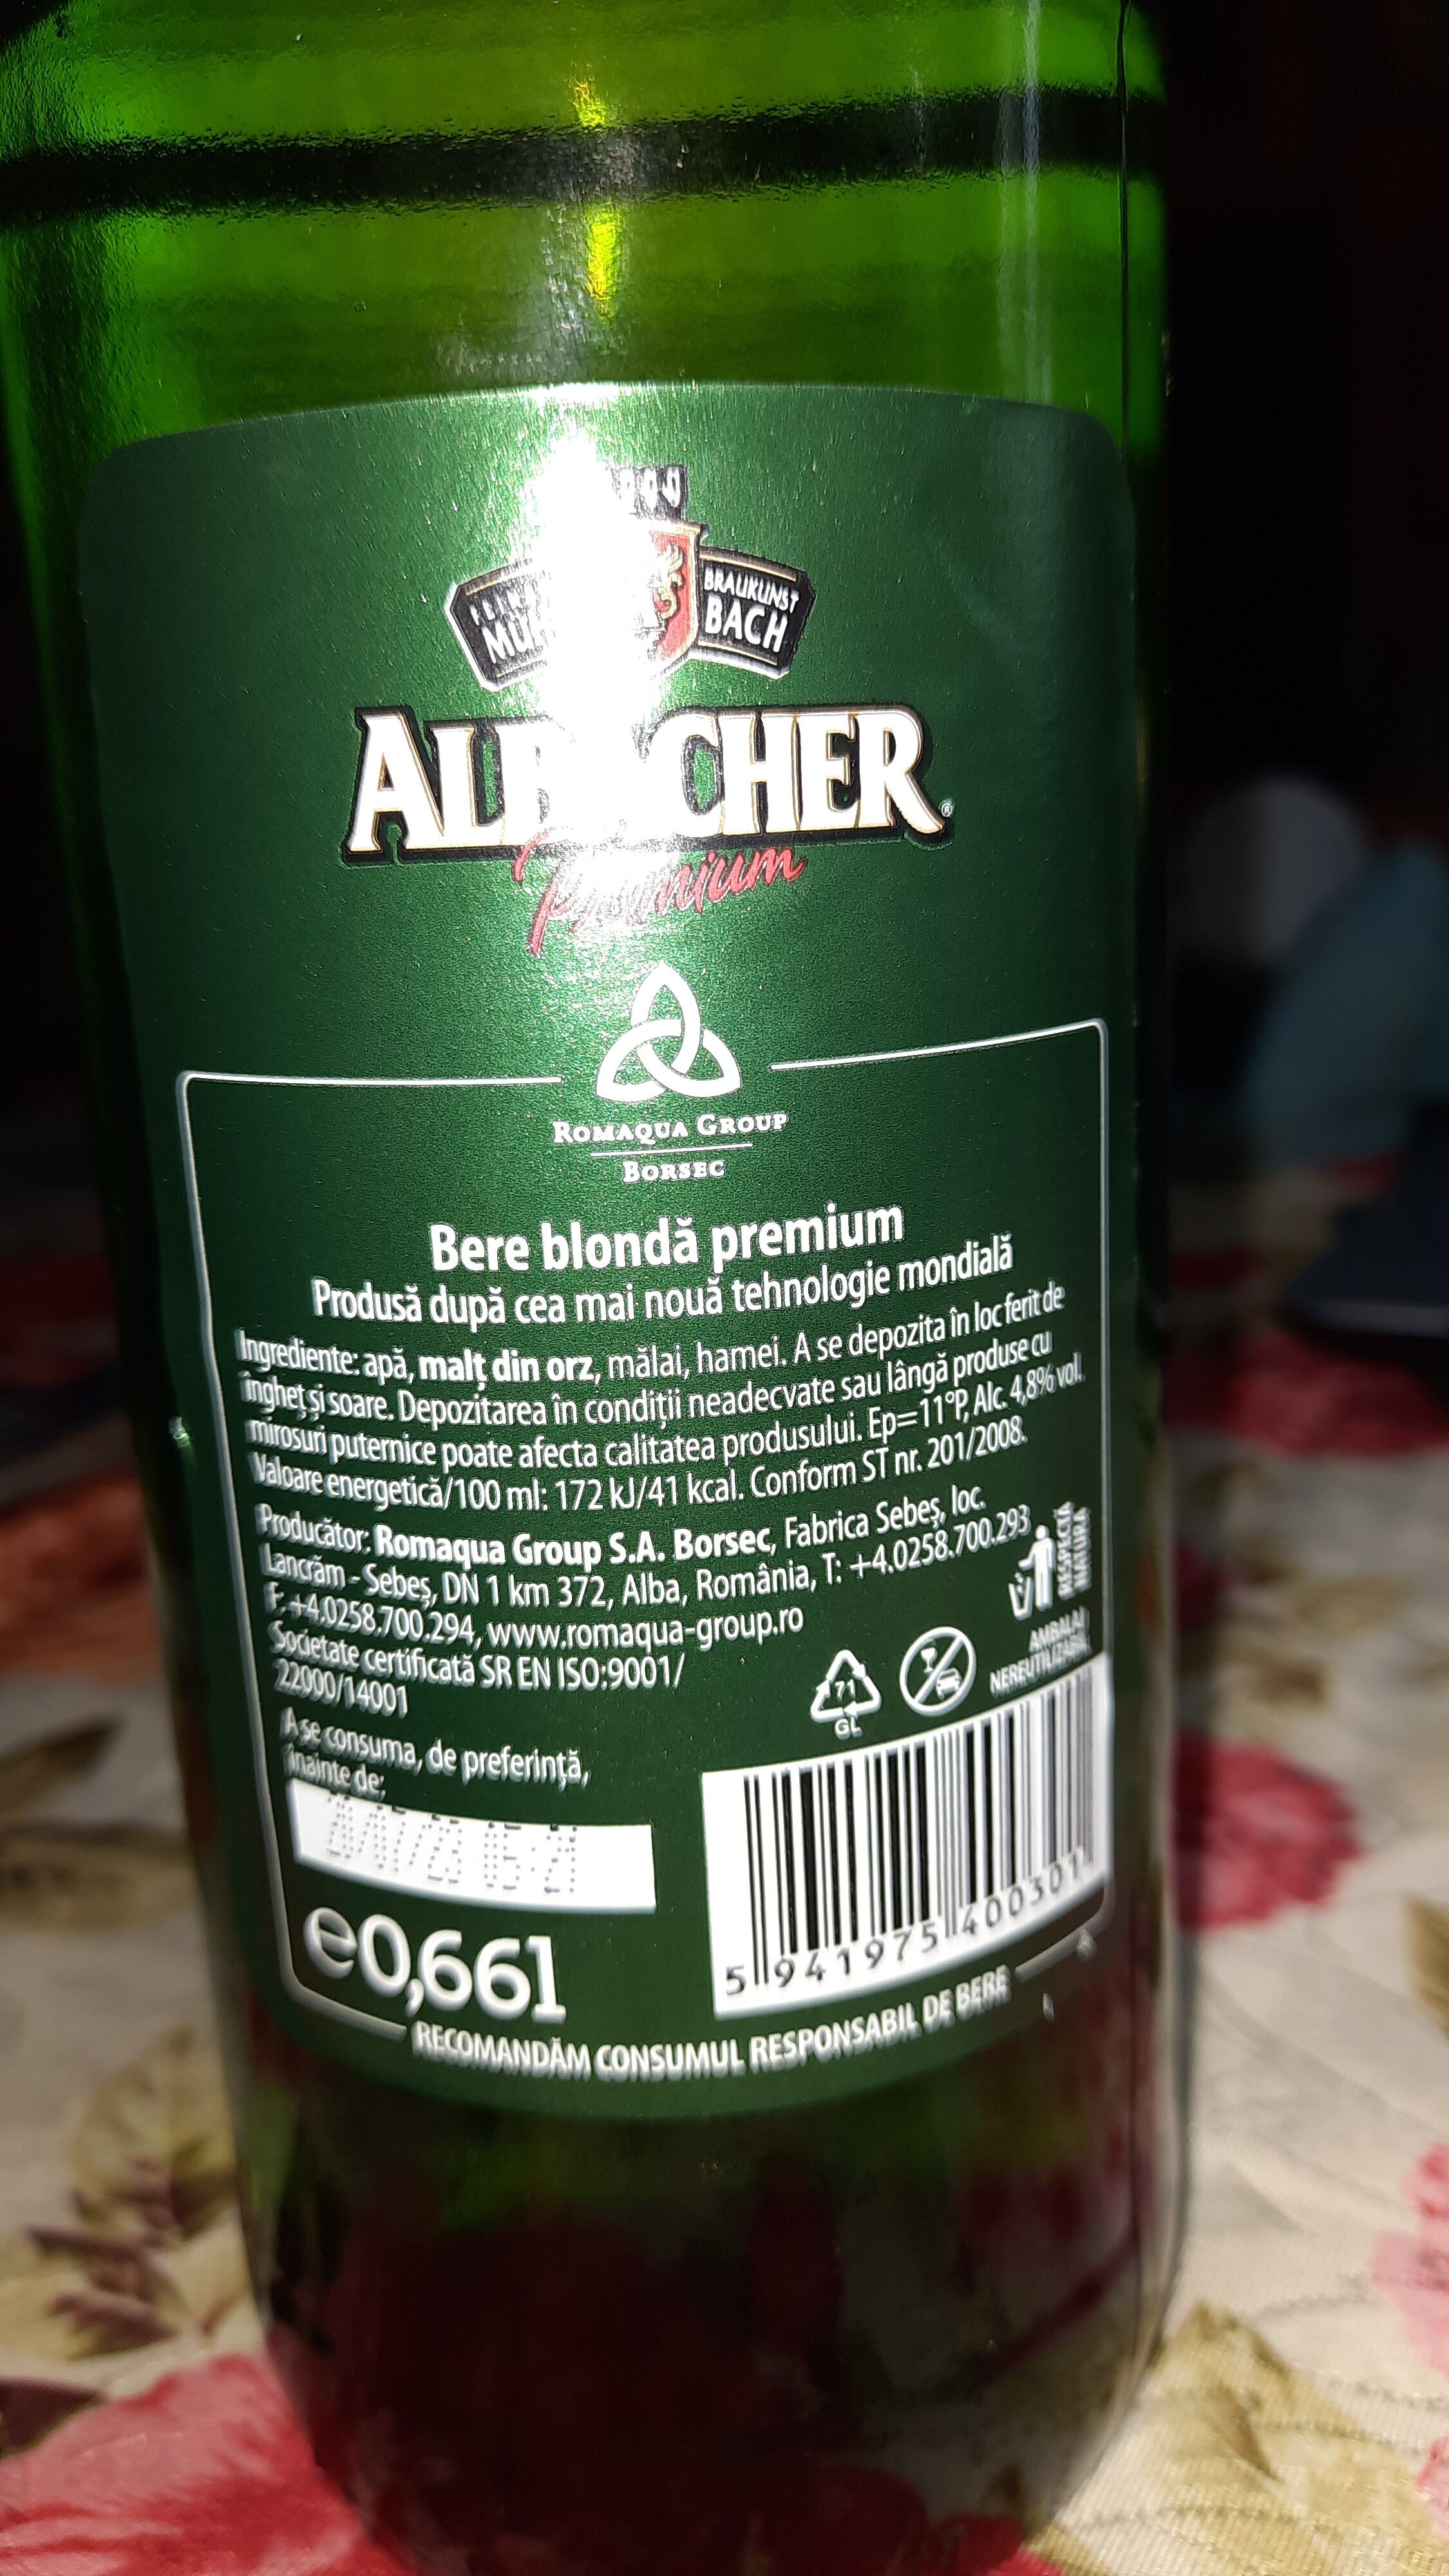 BRAUKUNST
BACH
ALBACHER®
Premium
ROMAQUA GROUP
BORSEC
Bere blondă premium
Produsă după cea mai nouă tehnologie mondială
Ingrediente: apă, malț din orz, mălai, hamei. A se depozita în loc ferit de
îngheț și soare. Depozitarea în condiții neadecvate sau lângă produse cu
mirosuri puternice poate afecta calitatea produsului. Ep=11°P, Alc. 4,8% vol.
Valoare energetică/100 ml: 172 kJ/41 kcal. Conform ST nr. 201/2008.
Producător: Romaqua Group S.A. Borsec, Fabrica Sebeș, loc.
Lancrăm - Sebeș, DN 1 km 372, Alba, România, T: +4.0258.700.293
F: +4.0258.700.294, www.romaqua-group.ro
Societate certificată SR EN ISO:9001/
22000/14001
RESPECTĂ
NATURA
AMBALAJ
NEREUTILIZABIL
71
GL
A se consuma, de preferință,
înainte de:
e0,66l
5 941975 400301
RECOMANDĂM CONSUMUL RESPONSABIL DE BERE